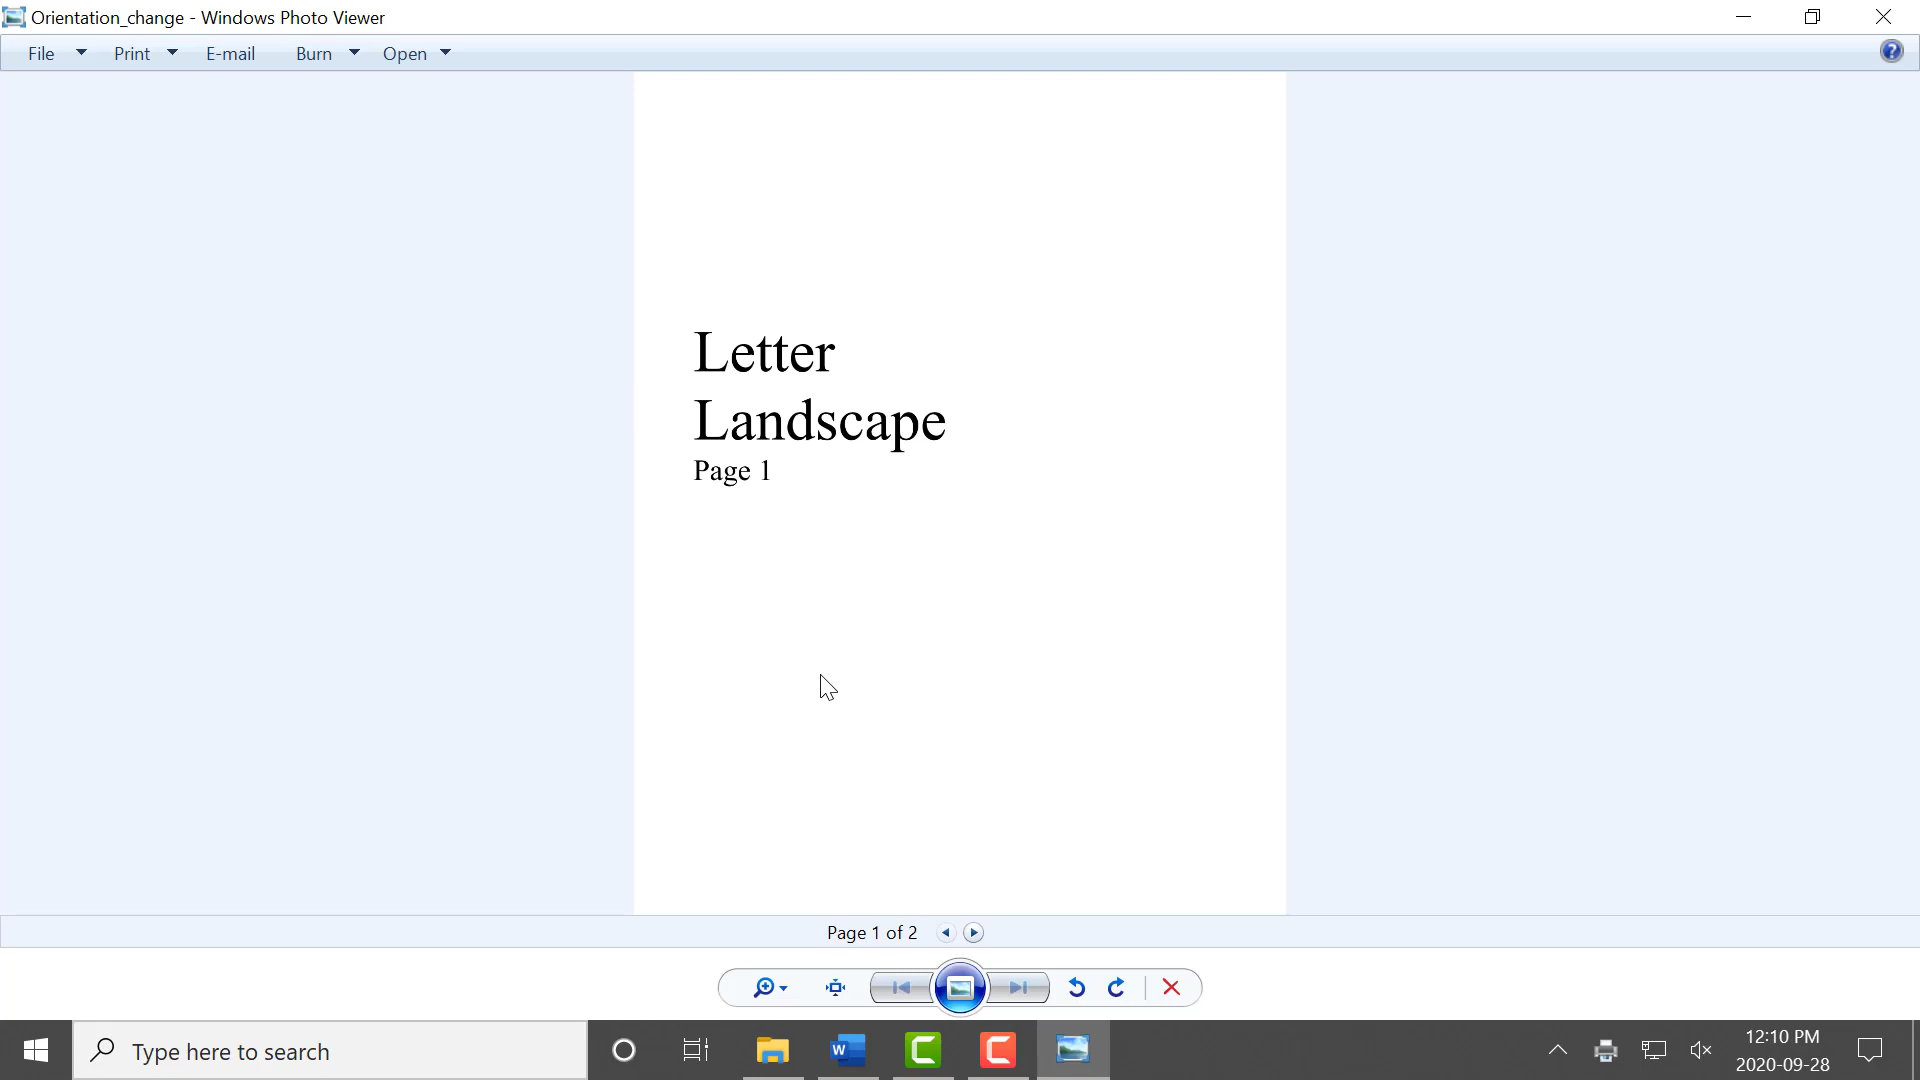 Orientation_change - Windows Photo Viewer
File Print E-mail Burn Open
Letter
Landscape
Page 1
Page 1 of 2
Type here to search
12:10 PM
2020-09-28